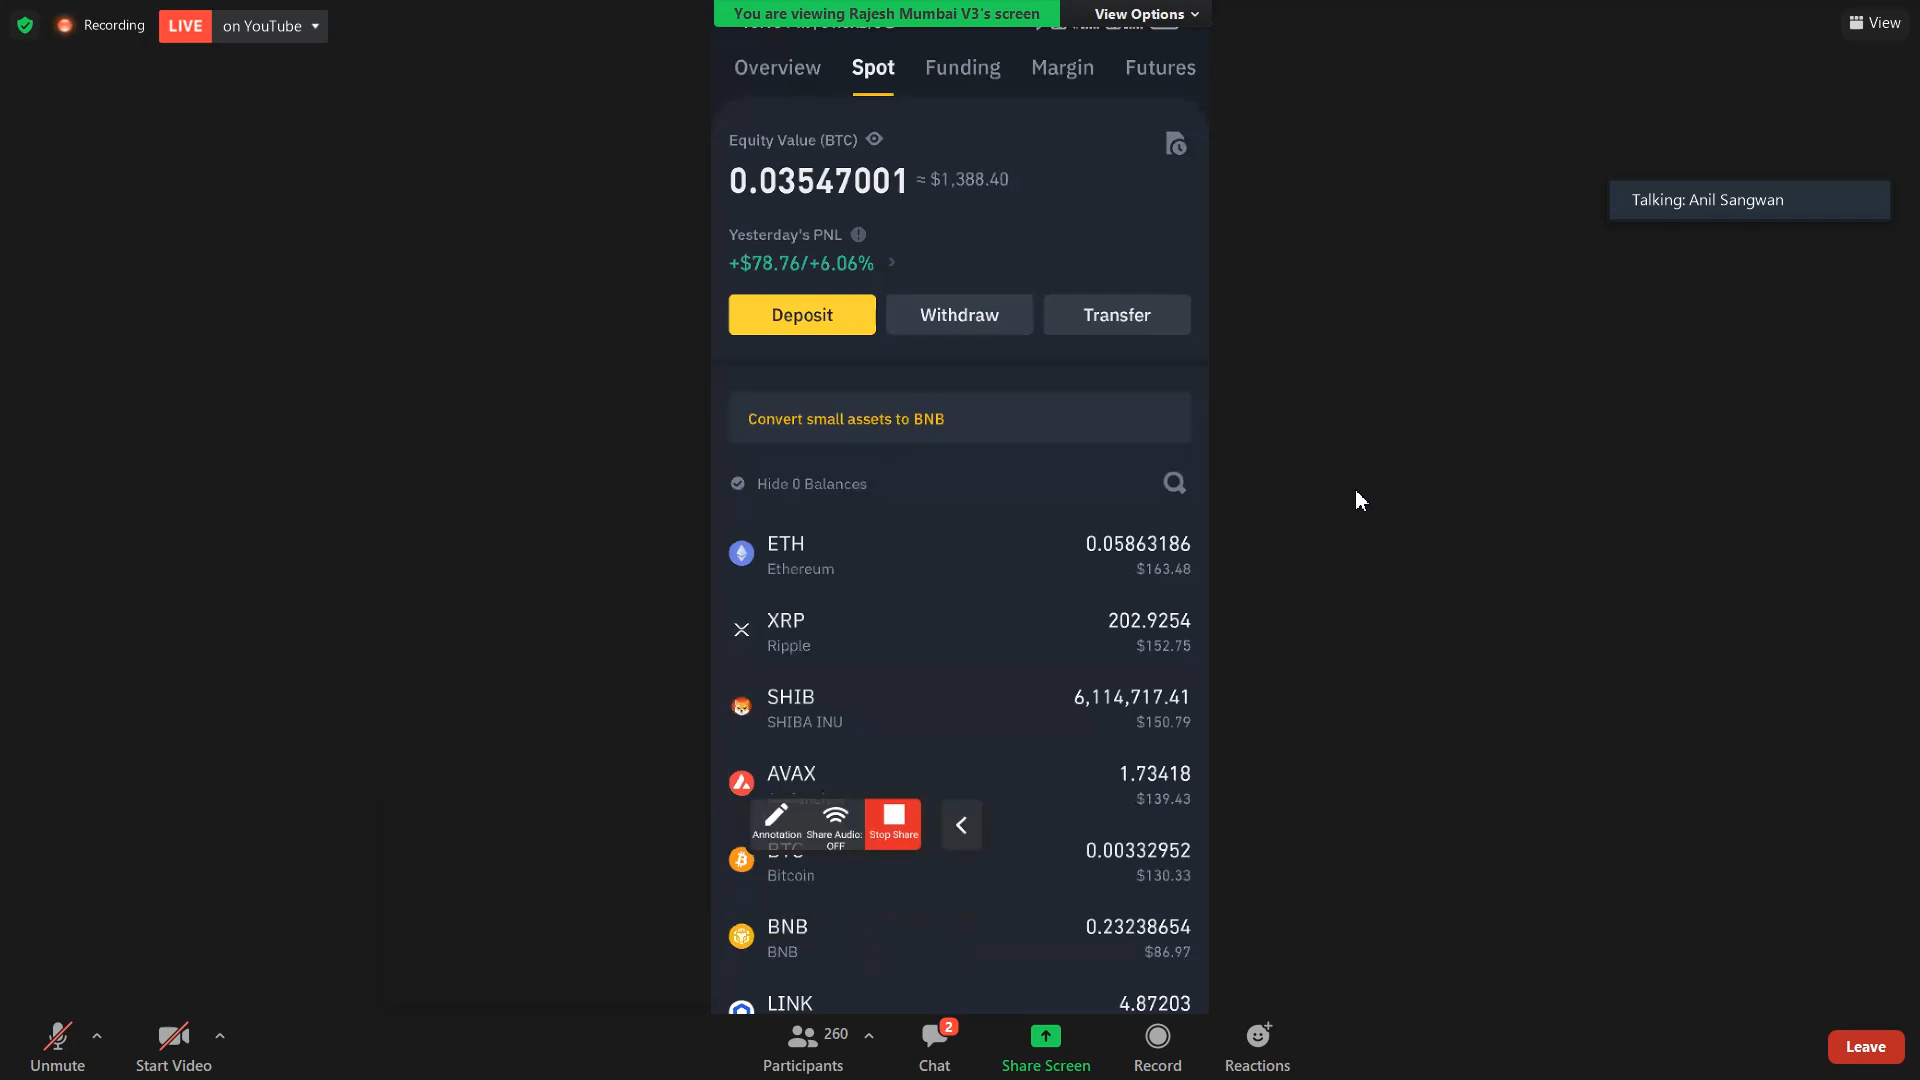 Recording
LIVE on YouTube
You are viewing Rajesh Mumbai V3's screen
View Options
View
Overview Spot Funding Margin Futures
Equity Value (BTC)
0.03547001 ≈ $1,388.40
Talking: Anil Sangwan
Yesterday's PNL
+$78.76/+6.06%
Deposit Withdraw Transfer
Convert small assets to BNB
Hide 0 Balances
ETH 0.05863186
Ethereum $163.48
XRP 202.9254
Ripple $152.75
SHIB 6,114,717.41
SHIBA INU $150.79
AVAX 1.73418
$139.43
Annotation Share Audio: OFF Stop Share
BTC 0.00332952
Bitcoin $130.33
BNB 0.23238654
BNB $86.97
LINK 4.87203
Unmute Start Video 260 Participants 2 Chat Share Screen Record Reactions Leave